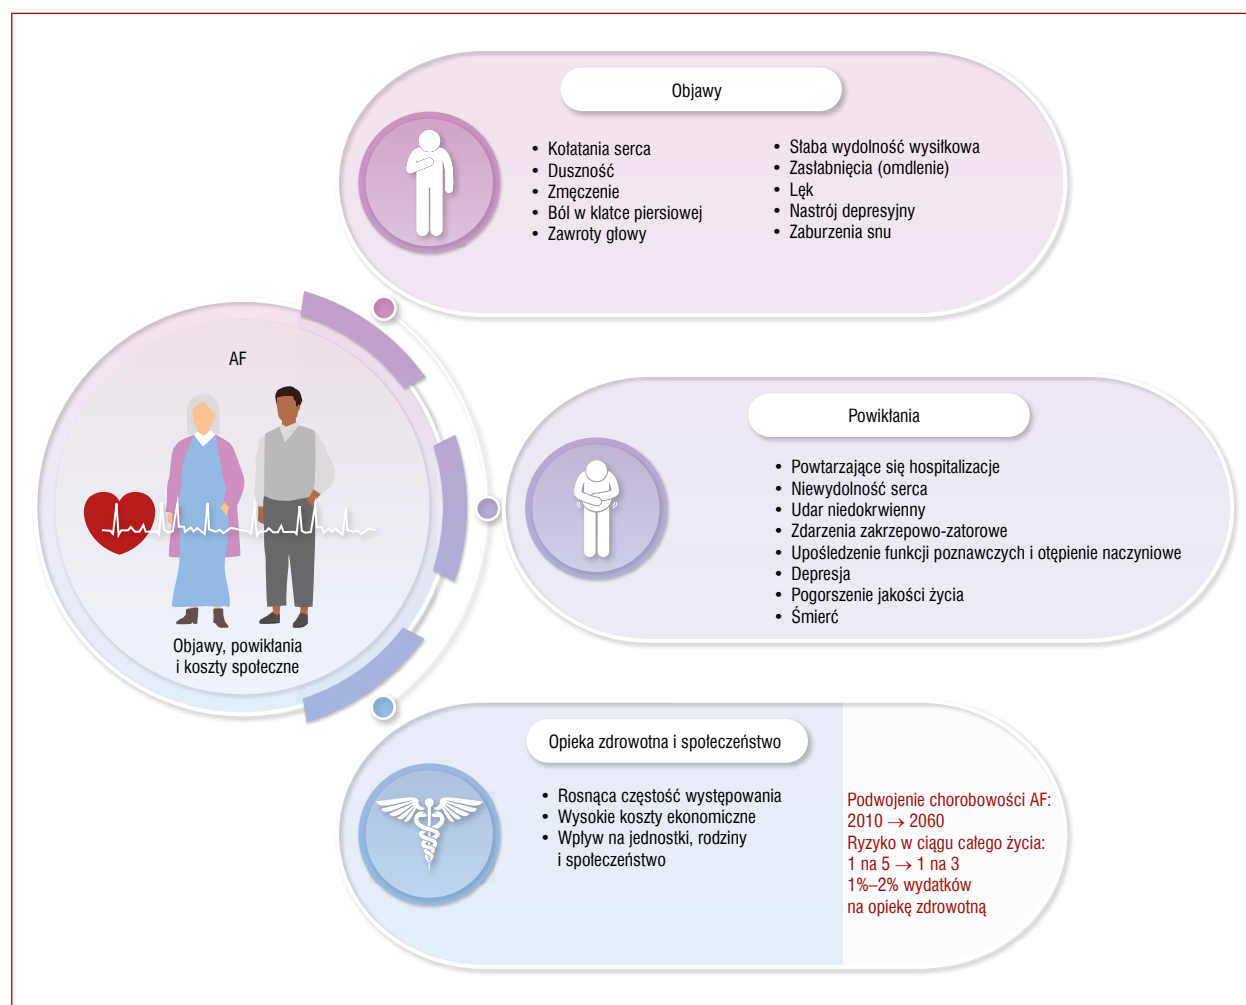 Objawy
• Kołatania serca
• Duszność
• Zmęczenie
• Ból w klatce piersiowej
• Zawroty głowy
• Słaba wydolność wysiłkowa
• Zasłabnięcia (omdlenie)
• Lęk
• Nastrój depresyjny
• Zaburzenia snu
AF
Objawy, powikłania
i koszty społeczne
Powikłania
• Powtarzające się hospitalizacje
• Niewydolność serca
• Udar niedokrwienny
• Zdarzenia zakrzepowo-zatorowe
• Upośledzenie funkcji poznawczych i otępienie naczyniowe
• Depresja
• Pogorszenie jakości życia
• Śmierć
Opieka zdrowotna i społeczeństwo
• Rosnąca częstość występowania
• Wysokie koszty ekonomiczne
• Wpływ na jednostki, rodziny
i społeczeństwo
Podwojenie chorobowości AF:
2010 → 2060
Ryzyko w ciągu całego życia:
1 na 5 → 1 na 3
1%–2% wydatków
na opiekę zdrowotną